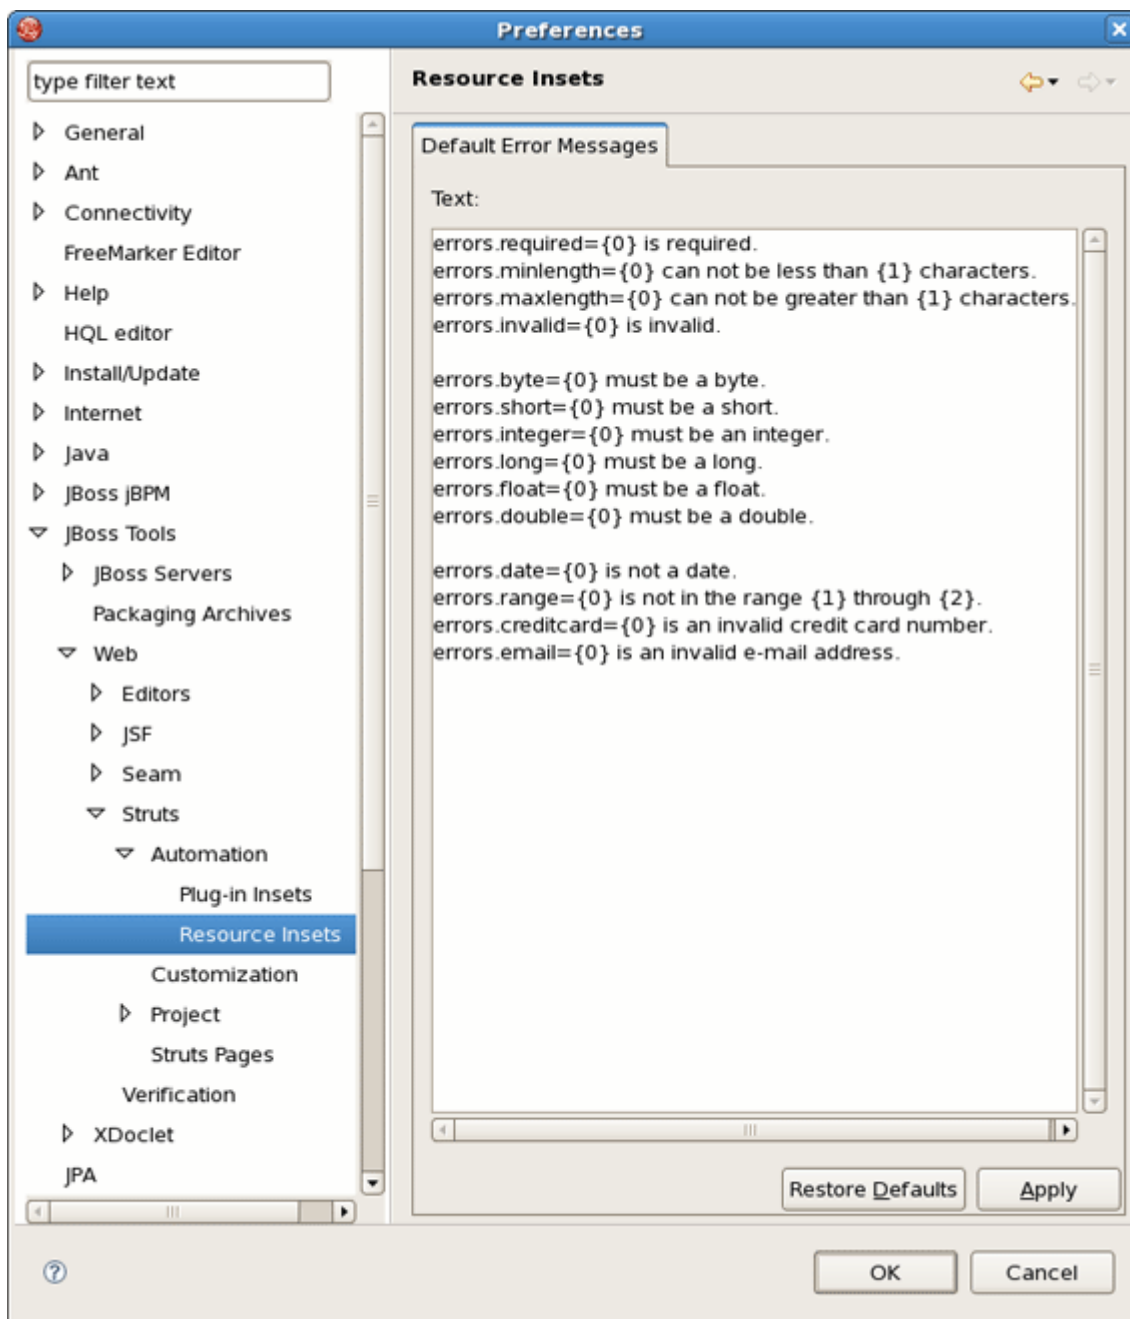 Preferences
type filter text
General
Ant
Connectivity
FreeMarker Editor
Help
HQL editor
Install/Update
Internet
Java
JBoss jBPM
JBoss Tools
JBoss Servers
Packaging Archives
Web
Editors
JSF
Seam
Struts
Automation
Plug-in Insets
Resource Insets
Customization
Project
Struts Pages
Verification
XDoclet
JPA
Resource Insets
Default Error Messages
Text:
errors.required={0} is required.
errors.minlength={0} can not be less than {1} characters.
errors.maxlength={0} can not be greater than {1} characters.
errors.invalid={0} is invalid.
errors.byte={0} must be a byte.
errors.short={0} must be a short.
errors.integer={0} must be an integer.
errors.long={0} must be a long.
errors.float={0} must be a float.
errors.double={0} must be a double.
errors.date={0} is not a date.
errors.range={0} is not in the range {1} through {2}.
errors.creditcard={0} is an invalid credit card number.
errors.email={0} is an invalid e-mail address.
Restore Defaults
Apply
?
OK
Cancel